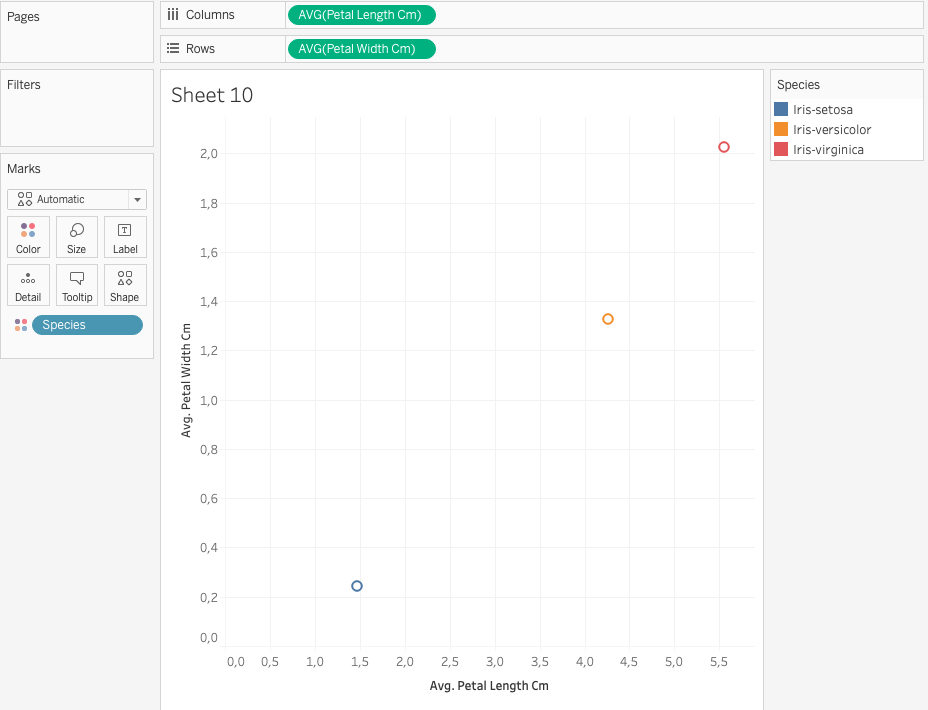 Pages
Columns AVG(Petal Length Cm)
Rows AVG(Petal Width Cm)
Filters
Marks
Automatic
Color Size Label
Detail Tooltip Shape
Species
Sheet 10
Avg. Petal Width Cm
2,0
1,8
1,6
1,4
1,2
1,0
0,8
0,6
0,4
0,2
0,0
0,0 0,5 1,0 1,5 2,0 2,5 3,0 3,5 4,0 4,5 5,0 5,5
Avg. Petal Length Cm
Species
Iris-setosa
Iris-versicolor
Iris-virginica